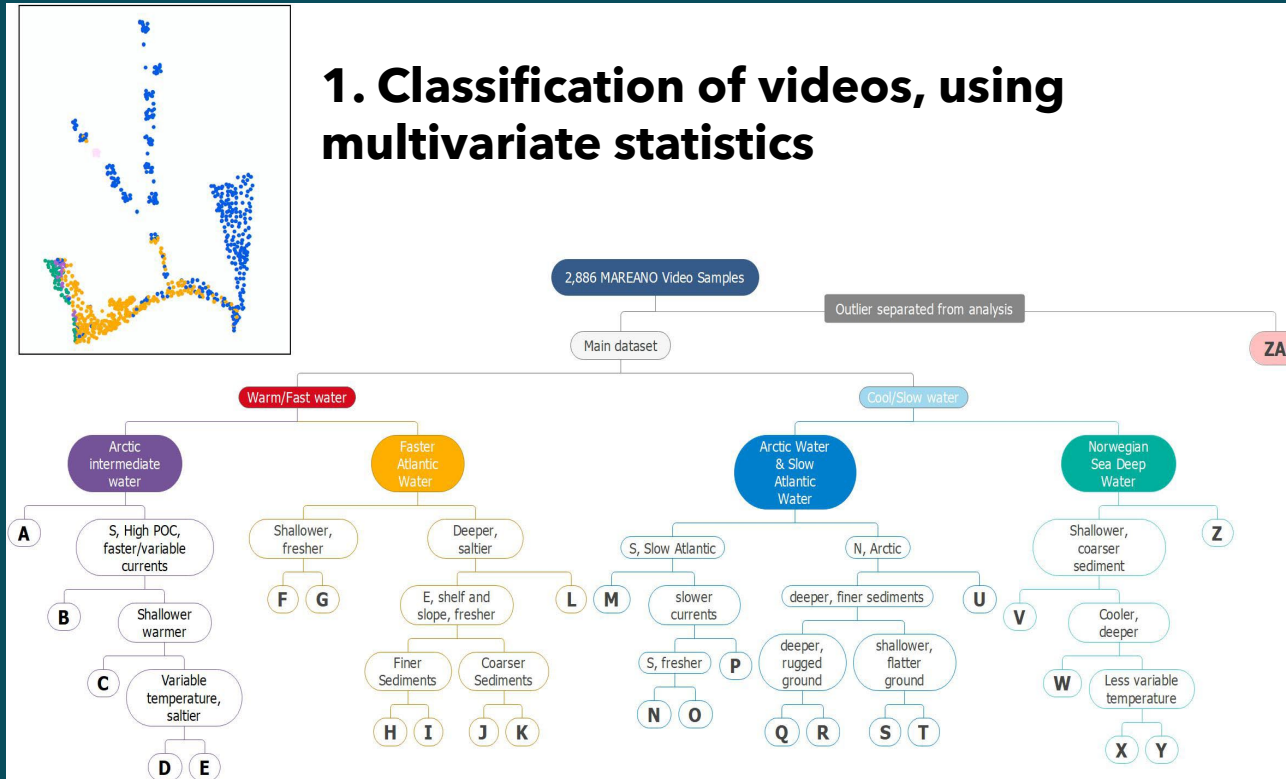 1. Classification of videos, using
multivariate statistics
2,886 MAREANO Video Samples
Outlier separated from analysis
Main dataset
ZA
Warm/Fast water
Cool/Slow water
Arctic
intermediate
water
Faster
Atlantic
Water
Arctic Water
& Slow
Atlantic
Water
Norwegian
Sea Deep
Water
A
S, High POC,
faster/variable
currents
Shallower,
fresher
Deeper,
saltier
S, Slow Atlantic
N, Arctic
Shallower,
coarser
sediment
Z
B
Shallower
warmer
F
G
E, shelf and
slope, fresher
L
M
slower
currents
deeper, finer sediments
U
V
Cooler,
deeper
C
Variable
temperature,
saltier
Finer
Sediments
Coarser
Sediments
S, fresher
P
deeper,
rugged
ground
shallower,
flatter
ground
W
Less variable
temperature
D
E
H
I
J
K
N
O
Q
R
S
T
X
Y